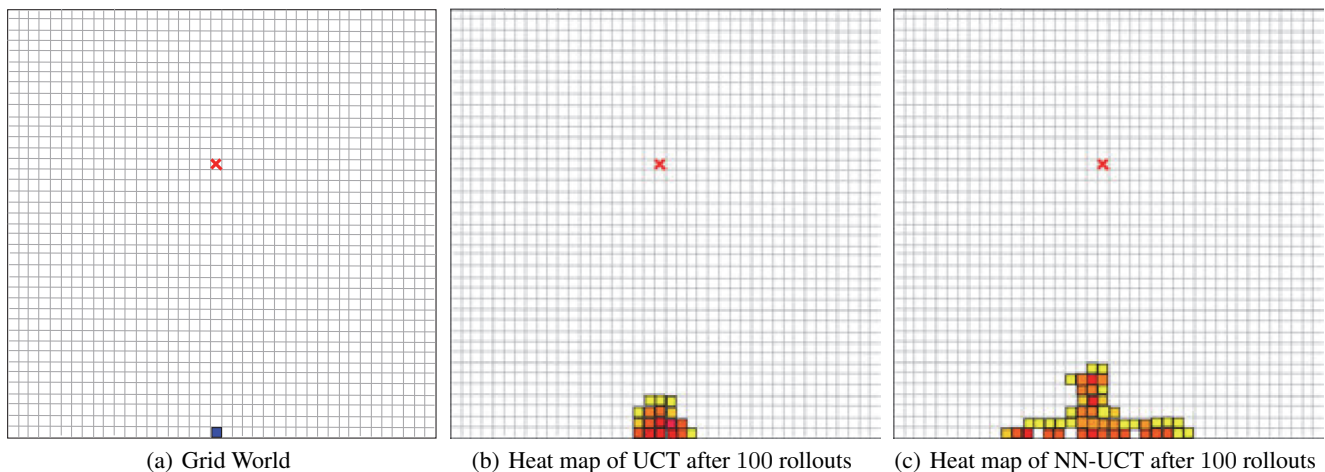 (a) Grid World
(b) Heat map of UCT after 100 rollouts
(c) Heat map of NN-UCT after 100 rollouts